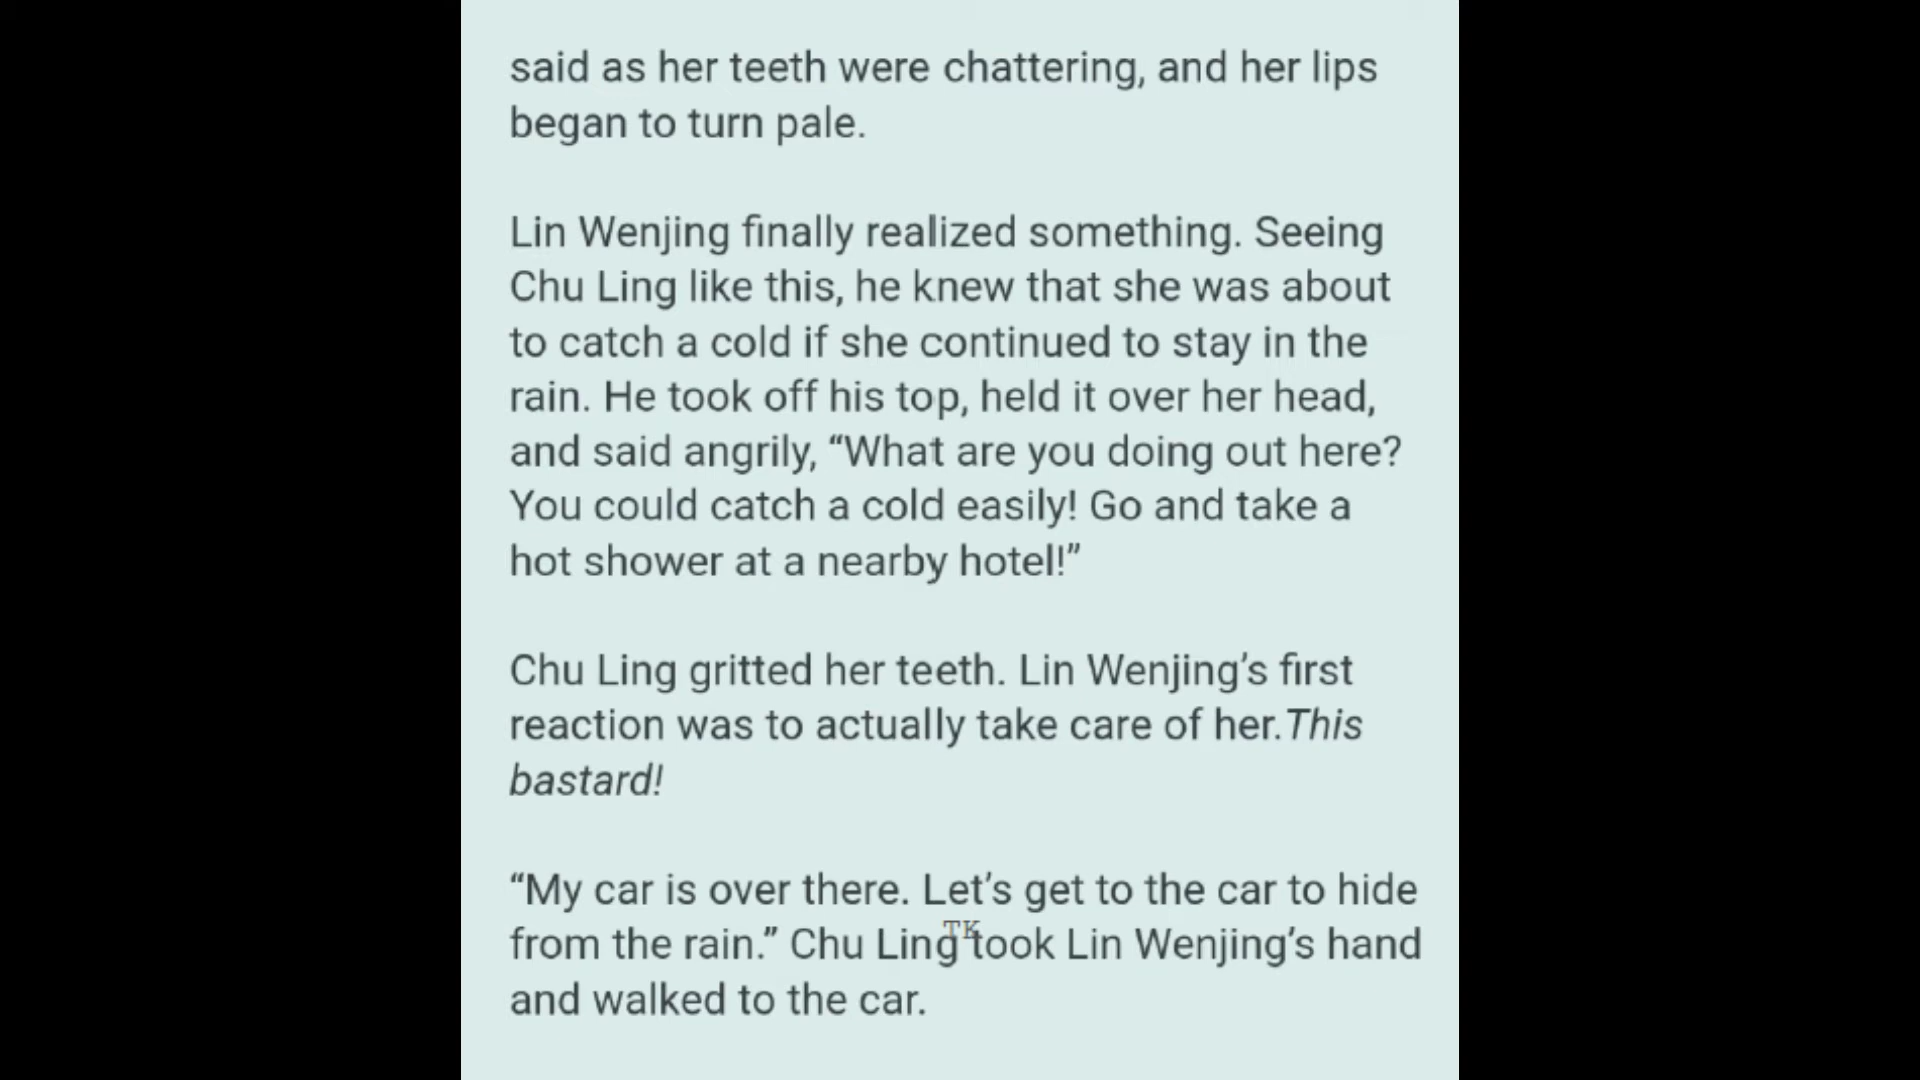 said as her teeth were chattering, and her lips
began to turn pale.
Lin Wenjing finally realized something. Seeing
Chu Ling like this, he knew that she was about
to catch a cold if she continued to stay in the
rain. He took off his top, held it over her head,
and said angrily, “What are you doing out here?
You could catch a cold easily! Go and take a
hot shower at a nearby hotel!”
Chu Ling gritted her teeth. Lin Wenjing’s first
reaction was to actually take care of her.This
bastard!
“My car is over there. Let’s get to the car to hide
from the rain.” Chu Ling took Lin Wenjing’s hand
TK
and walked to the car.